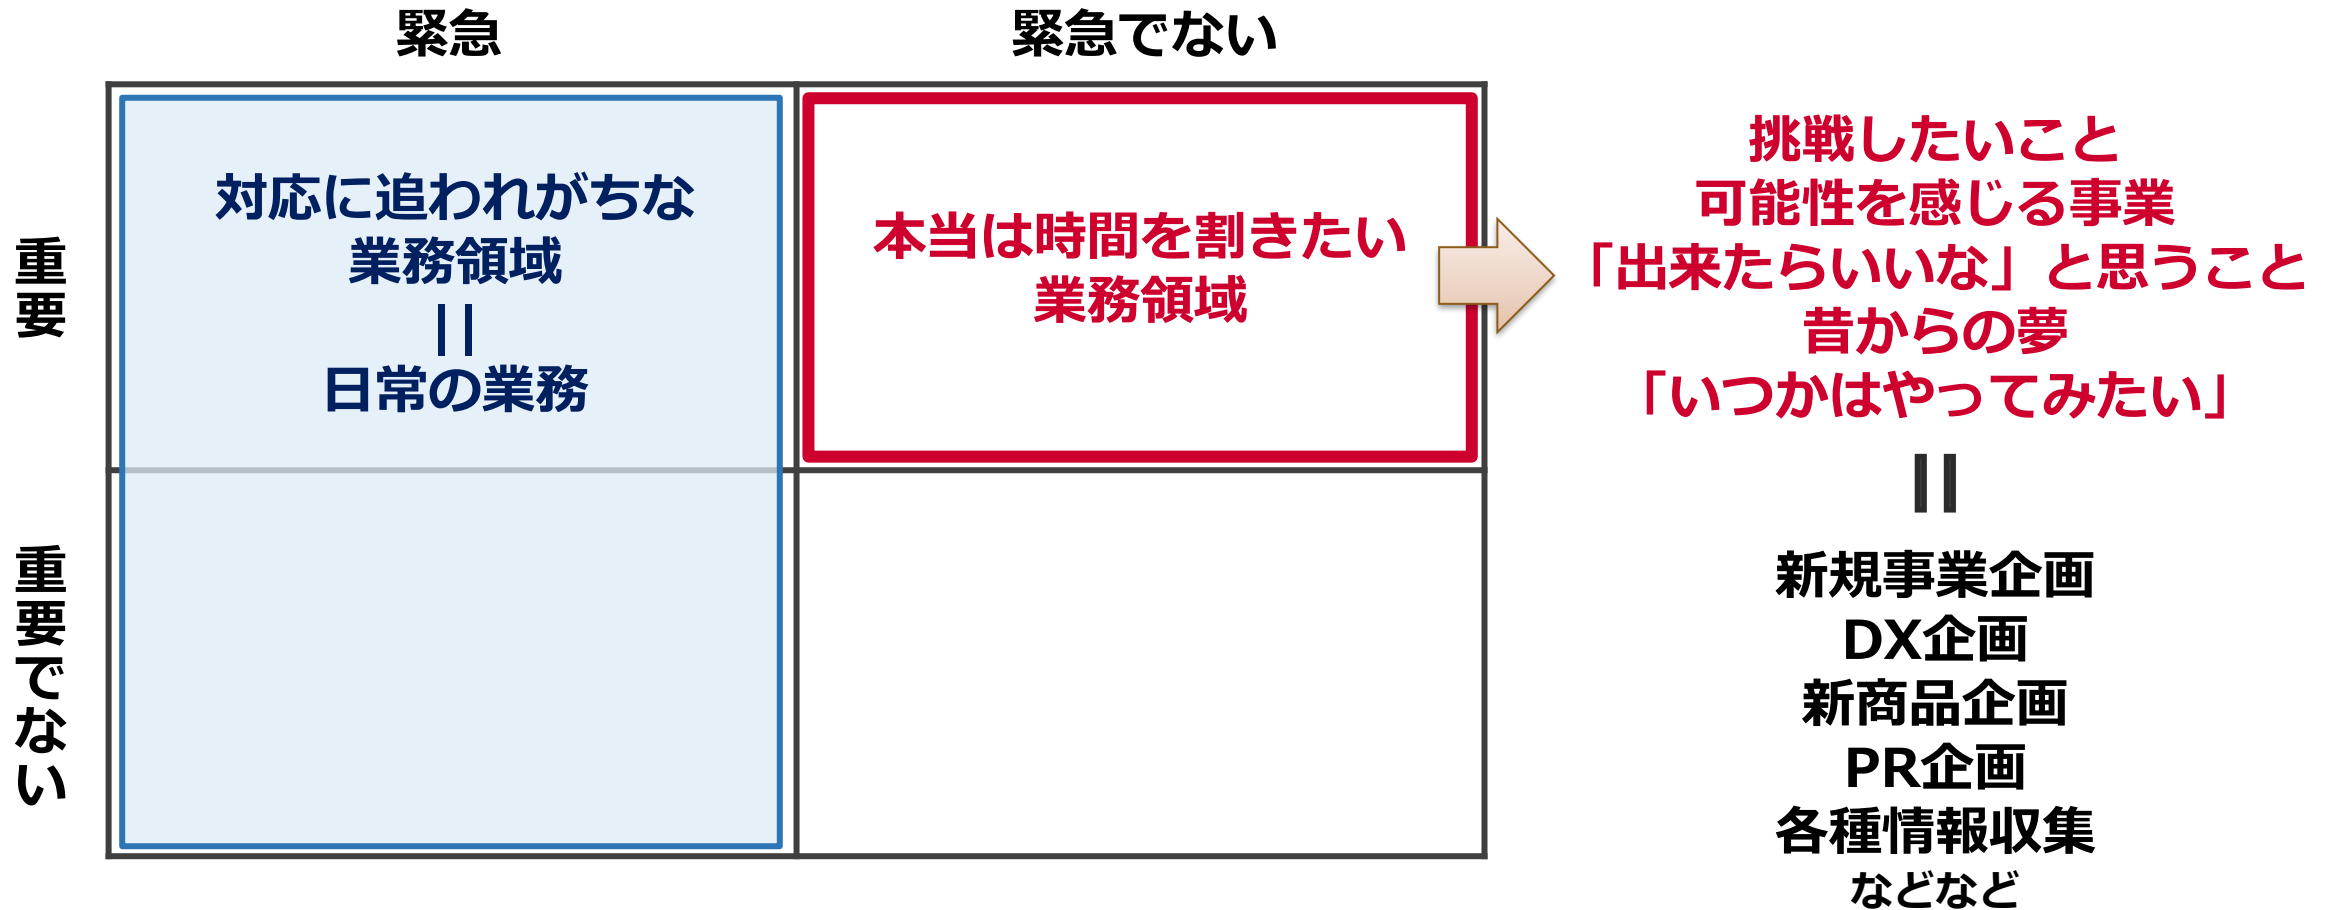 緊急
緊急でない
重要
重要でない
対応に追われがちな
業務領域
||
日常の業務
本当は時間を割きたい
業務領域
挑戦したいこと
可能性を感じる事業
「出来たらいいな」と思うこと
昔からの夢
「いつかはやってみたい」
||
新規事業企画
DX企画
新商品企画
PR企画
各種情報収集
などなど